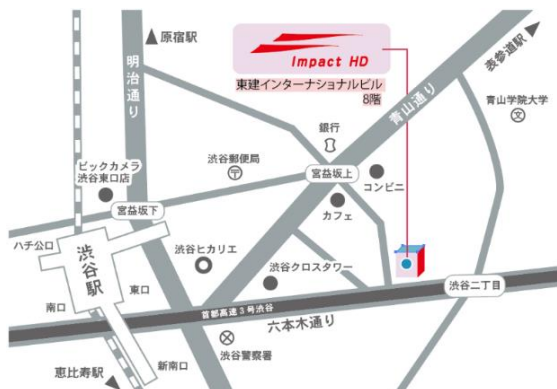 原宿駅
明治通り
Impact HD
東建インターナショナルビル
8階
表参道駅
青山通り
青山学院大学
文
銀行
渋谷郵便局
ビックカメラ
渋谷東口店
宮益坂上
コンビニ
カフェ
宮益坂下
ハチ公口
渋谷駅
渋谷ヒカリエ
渋谷クロスタワー
渋谷二丁目
南口
東口
首都高速3号渋谷
六本木通り
渋谷警察署
新南口
恵比寿駅